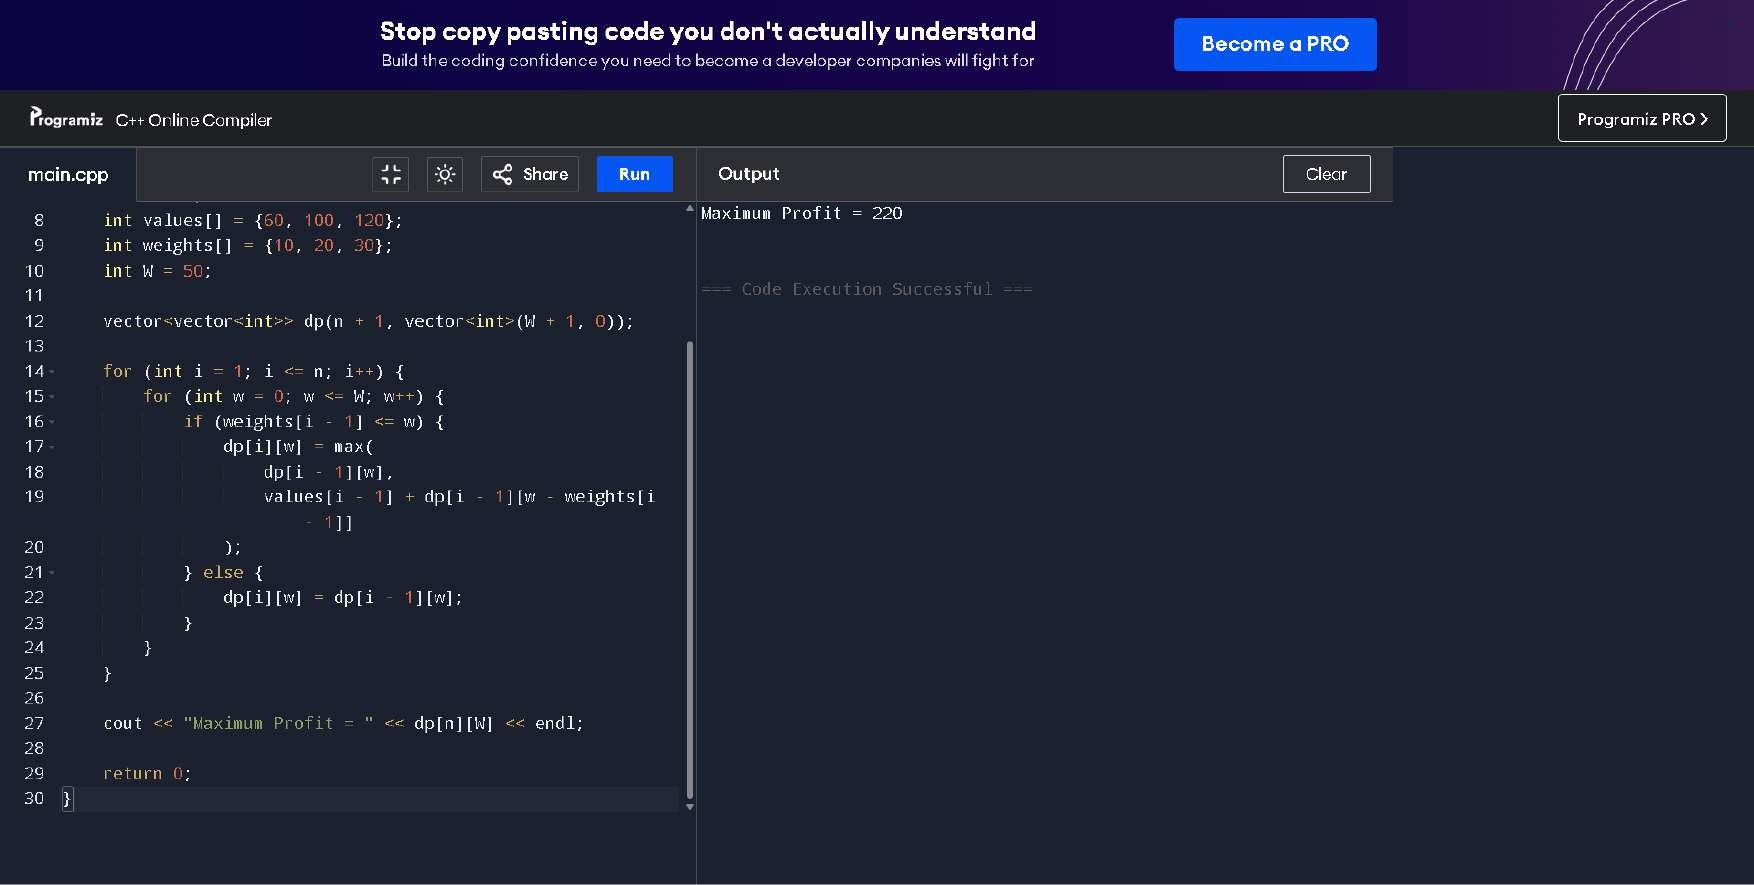 Stop copy pasting code you don't actually understand
Build the coding confidence you need to become a developer companies will fight for
Become a PRO
Programiz C++ Online Compiler
Programiz PRO
main.cpp
Share
Run
Output
Clear
8 int values[] = {60, 100, 120};
9 int weights[] = {10, 20, 30};
10 int W = 50;
11
12 vector<vector<int>> dp(n + 1, vector<int>(W + 1, 0));
13
14 for (int i = 1; i <= n; i++) {
15 for (int w = 0; w <= W; w++) {
16 if (weights[i - 1] <= w) {
17 dp[i][w] = max(
18 dp[i - 1][w],
19 values[i - 1] + dp[i - 1][w - weights[i
- 1]]
20 );
21 } else {
22 dp[i][w] = dp[i - 1][w];
23 }
24 }
25 }
26
27 cout << "Maximum Profit = " << dp[n][W] << endl;
28
29 return 0;
30 }
Maximum Profit = 220
=== Code Execution Successful ===